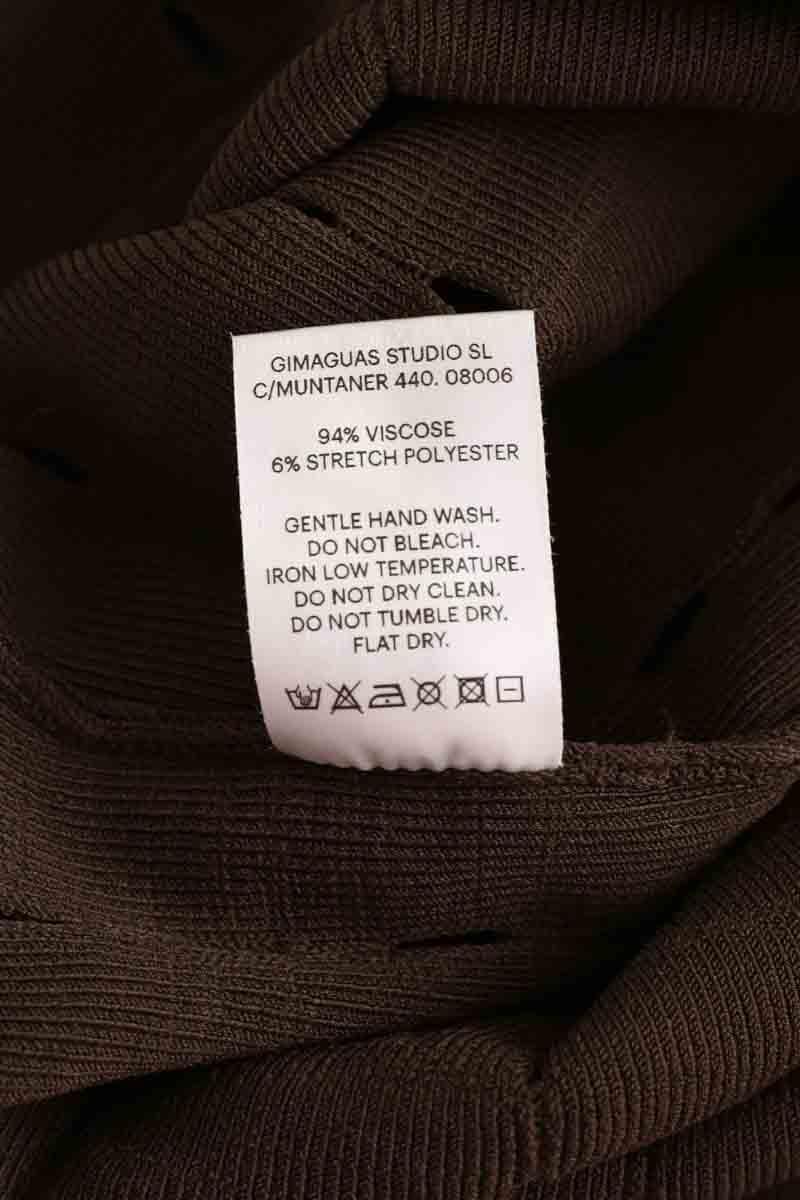 GIMAGUAS STUDIO SL
C/MUNTANER 440. 08006
94% VISCOSE
6% STRETCH POLYESTER
GENTLE HAND WASH.
DO NOT BLEACH.
IRON LOW TEMPERATURE.
DO NOT DRY CLEAN.
DO NOT TUMBLE DRY.
FLAT DRY.